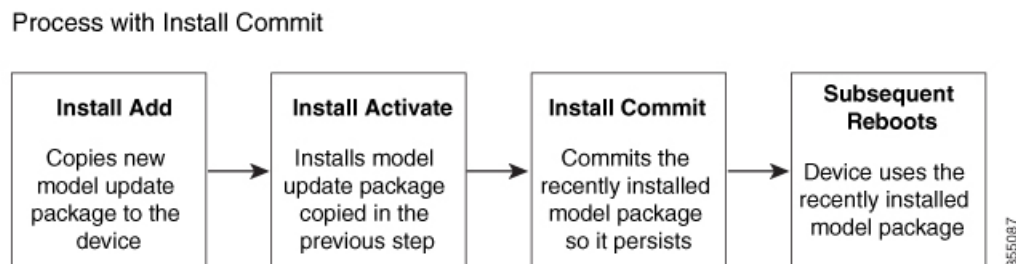 Process with Install Commit
Install Add
Copies new
model update
package to the
device
Install Activate
Installs model
update package
copied in the
previous step
Install Commit
Commits the
recently installed
model package
so it persists
Subsequent
Reboots
Device uses the
recently installed
model package
355087